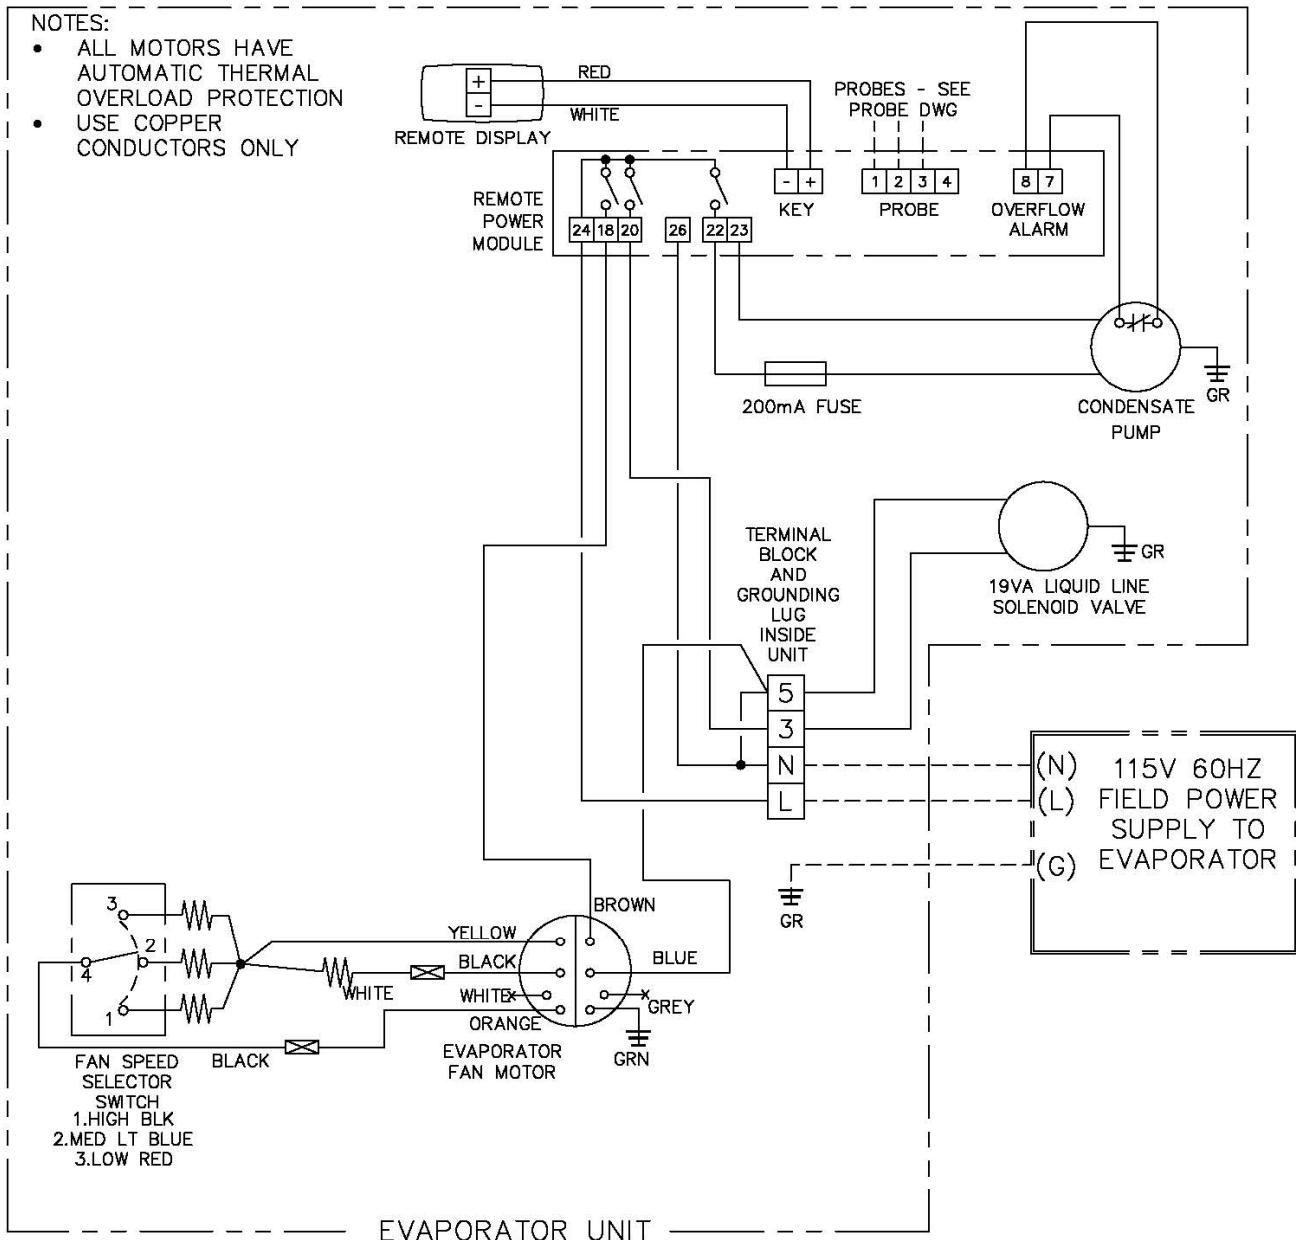 NOTES:
• ALL MOTORS HAVE
AUTOMATIC THERMAL
OVERLOAD PROTECTION
• USE COPPER
CONDUCTORS ONLY
+
-
REMOTE DISPLAY
RED
WHITE
PROBES - SEE
PROBE DWG
REMOTE
POWER
MODULE
24 18 20 26 22 23
- +
KEY
1 2 3 4
PROBE
8 7
OVERFLOW
ALARM
200mA FUSE
CONDENSATE
PUMP
GR
TERMINAL
BLOCK
AND
GROUNDING
LUG
INSIDE
UNIT
5
3
N
L
19VA LIQUID LINE
SOLENOID VALVE
GR
(N)
(L)
(G)
115V 60HZ
FIELD POWER
SUPPLY TO
EVAPORATOR
GR
3
2
4
1
FAN SPEED
SELECTOR
SWITCH
1.HIGH BLK
2.MED LT BLUE
3.LOW RED
BLACK
WHITE
YELLOW
BLACK
WHITE
ORANGE
BROWN
BLUE
GREY
GRN
EVAPORATOR
FAN MOTOR
EVAPORATOR UNIT